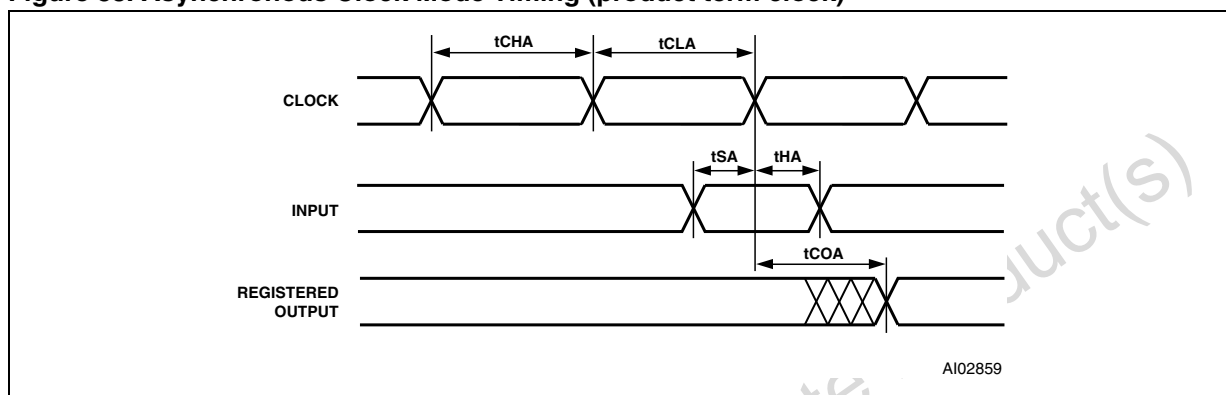 tCHA tCLA
CLOCK
tSA tHA
INPUT
tCOA
REGISTERED
OUTPUT
AI02859